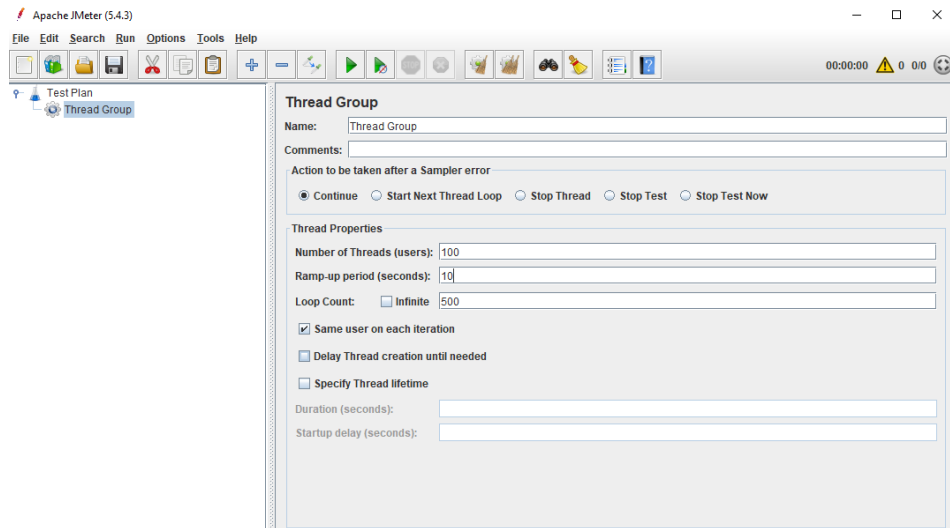 Apache JMeter (5.4.3)
File Edit Search Run Options Tools Help
00:00:00 0 0/0
Test Plan
Thread Group
Thread Group
Name: Thread Group
Comments:
Action to be taken after a Sampler error
Continue Start Next Thread Loop Stop Thread Stop Test Stop Test Now
Thread Properties
Number of Threads (users): 100
Ramp-up period (seconds): 10
Loop Count: Infinite 500
Same user on each iteration
Delay Thread creation until needed
Specify Thread lifetime
Duration (seconds):
Startup delay (seconds):